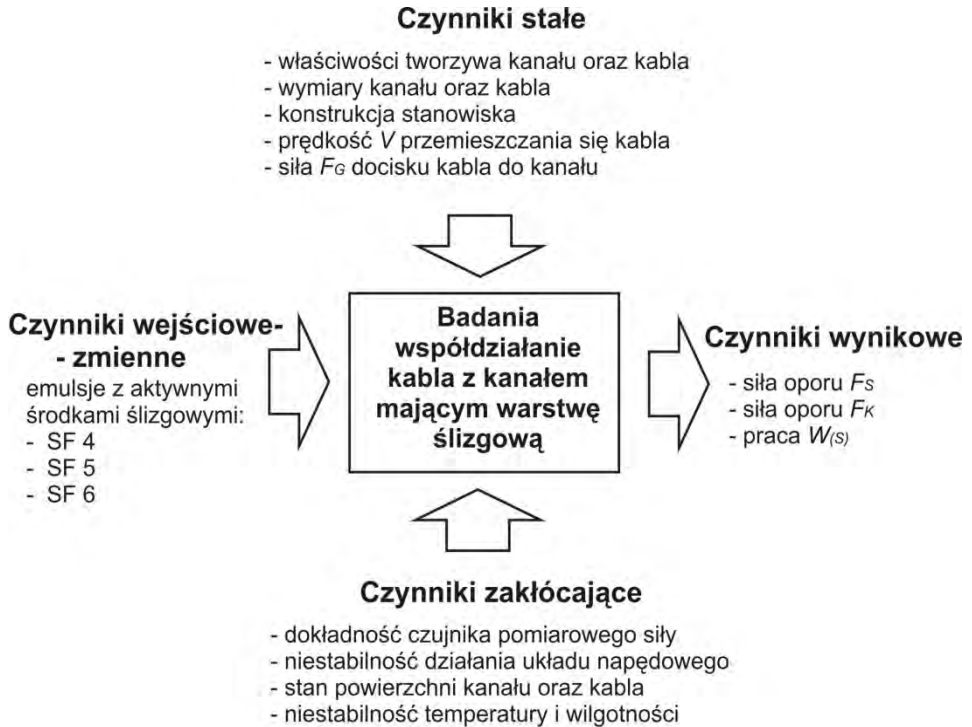 Czynniki stałe
- właściwości tworzywa kanału oraz kabla
- wymiary kanału oraz kabla
- konstrukcja stanowiska
- prędkość V przemieszczania się kabla
- siła FG docisku kabla do kanału
Czynniki wejściowe-
- zmienne
emulsje z aktywnymi
środkami ślizgowymi:
- SF 4
- SF 5
- SF 6
Badania
współdziałanie
kabla z kanałem
mającym warstwę
ślizgową
Czynniki wynikowe
- siła oporu FS
- siła oporu FK
- praca W(S)
Czynniki zakłócające
- dokładność czujnika pomiarowego siły
- niestabilność działania układu napędowego
- stan powierzchni kanału oraz kabla
- niestabilność temperatury i wilgotności